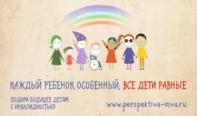 КАЖДЫЙ РЕБЕНОК ОСОБЕННЫЙ, ВСЕ ДЕТИ РАВНЫЕ
ПОДАРИ БУДУЩЕЕ ДЕТЯМ
С ИНВАЛИДНОСТЬЮ!
www.perspektiva-inva.ru